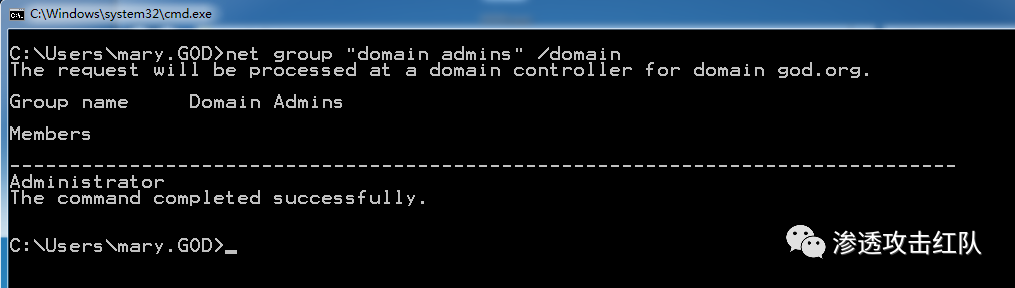 C:\Windows\system32\cmd.exe
C:\Users\mary.GOD>net group "domain admins" /domain
The request will be processed at a domain controller for domain god.org.
Group name     Domain Admins
Members
-------------------------------------------------------------------------------
Administrator
The command completed successfully.
C:\Users\mary.GOD>_
渗透攻击红队